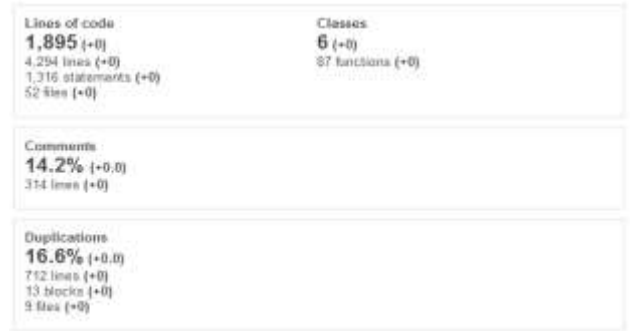 Lines of code
1,895 (+0)
4,294 lines (+0)
1,316 statements (+0)
52 files (+0)
Classes
6 (+0)
87 functions (+0)
Comments
14.2% (+0.0)
314 lines (+0)
Duplications
16.6% (+0.0)
712 lines (+0)
13 blocks (+0)
9 files (+0)